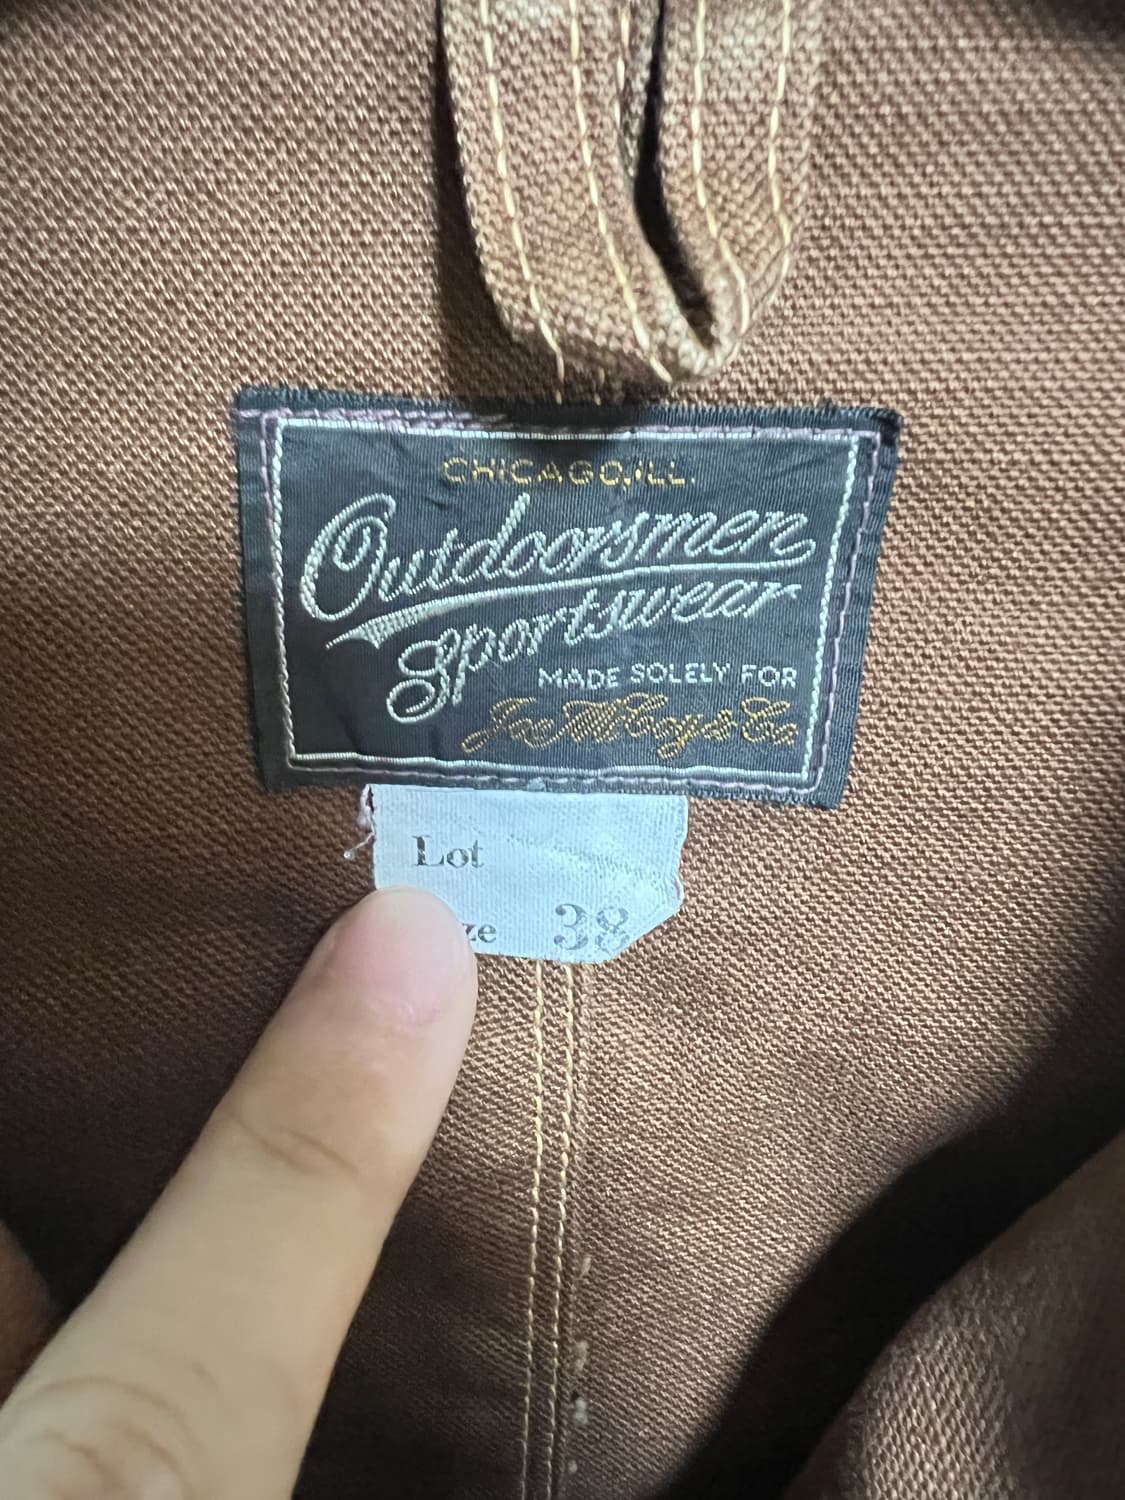 CHICAGO, ILL.
Outdoorsmen
Sportswear
MADE SOLELY FOR
Joe McCoy & Co.
Lot
ze 38